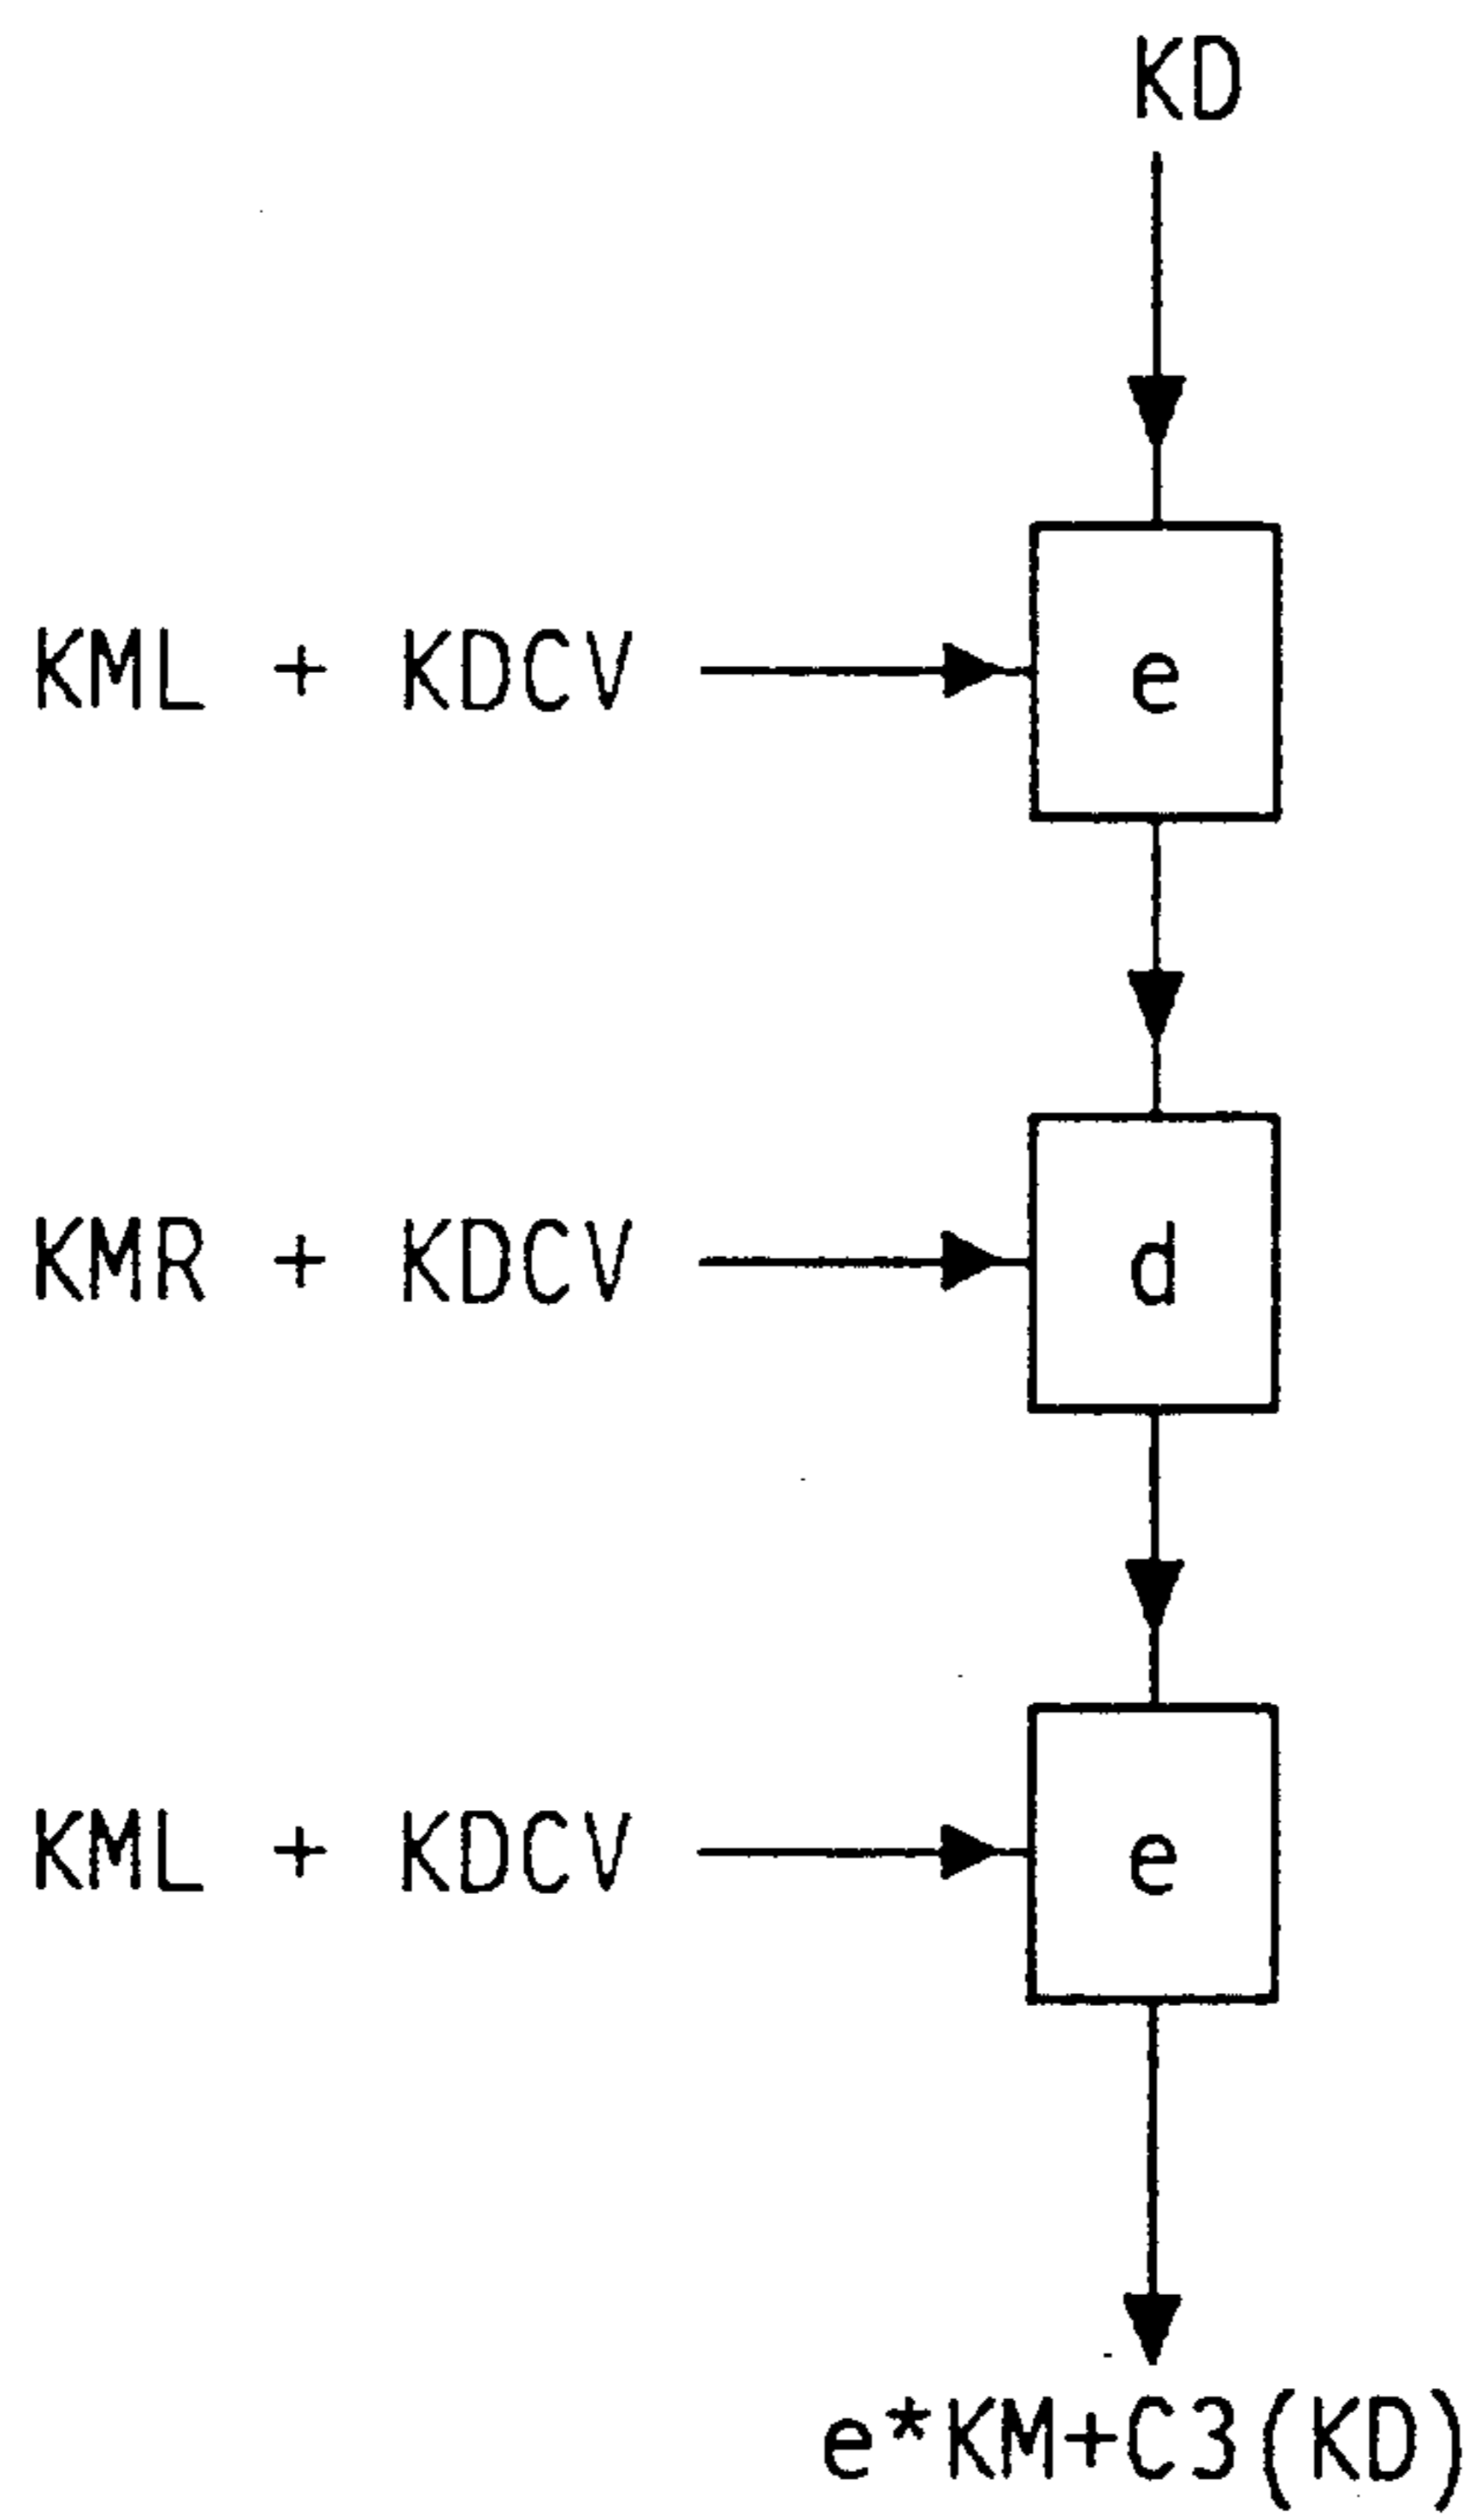 KD
KML + KDCV
e
KMR + KDCV
d
KML + KDCV
e
e*KM+C3(KD)